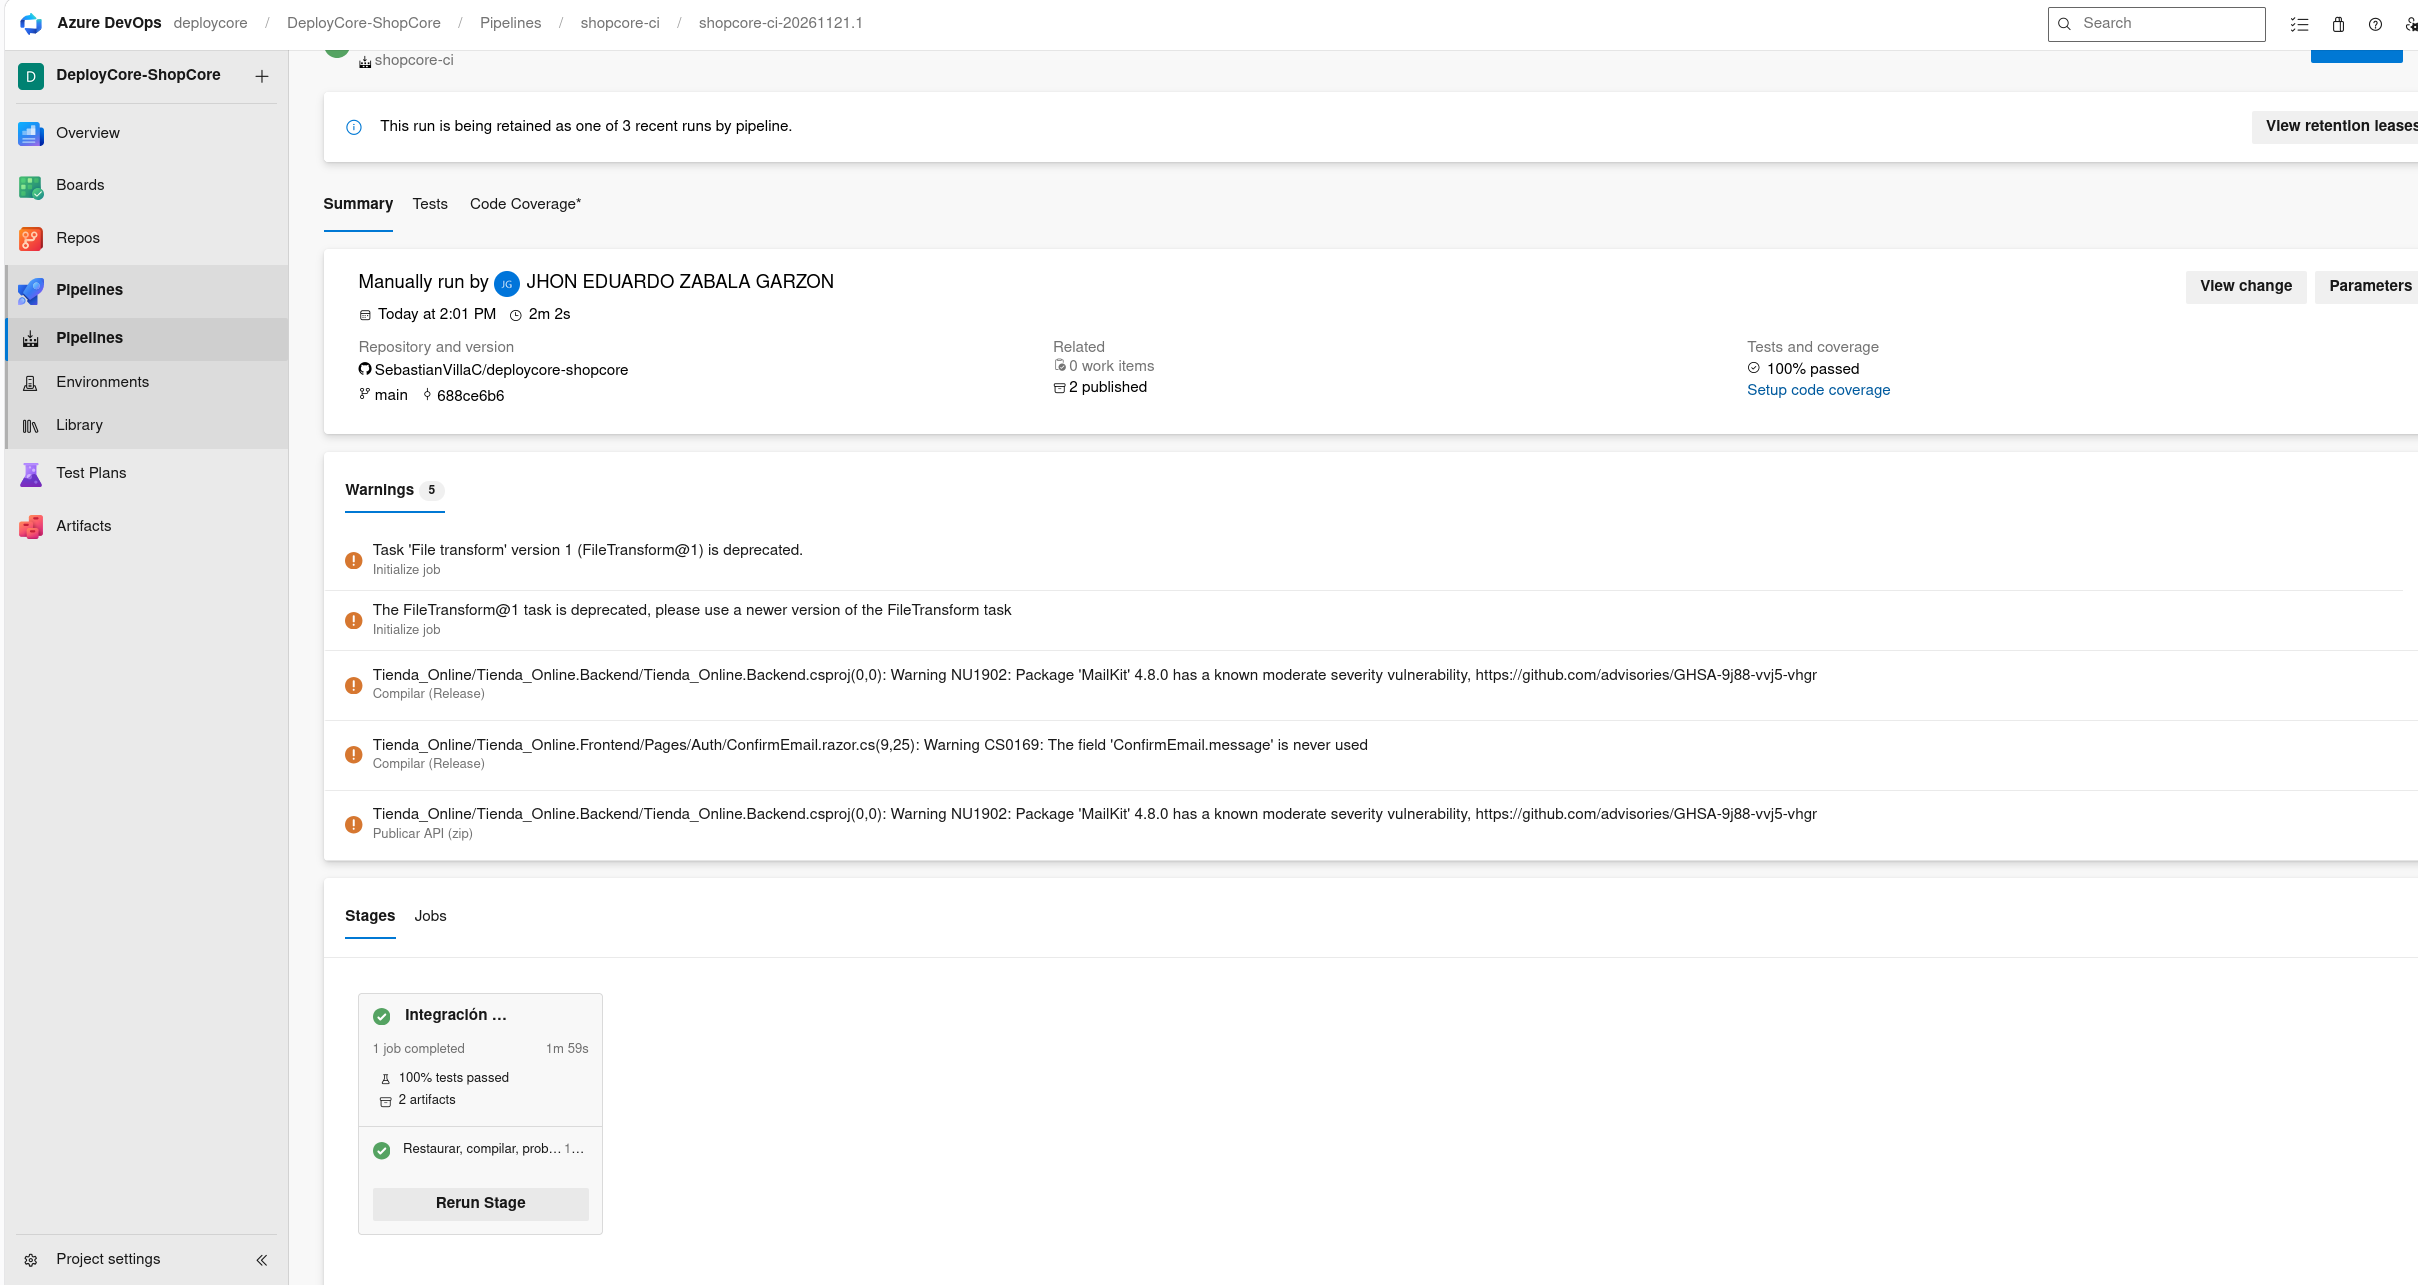 Azure DevOps deploycore / DeployCore-ShopCore / Pipelines / shopcore-ci / shopcore-ci-20261121.1
Search
D DeployCore-ShopCore
Overview
Boards
Repos
Pipelines
Pipelines
Environments
Library
Test Plans
Artifacts
Project settings
shopcore-ci
This run is being retained as one of 3 recent runs by pipeline.
View retention leases
Summary Tests Code Coverage*
Manually run by JG JHON EDUARDO ZABALA GARZON
View change Parameters
Today at 2:01 PM 2m 2s
Repository and version
SebastianVillaC/deploycore-shopcore
main 688ce6b6
Related
0 work items
2 published
Tests and coverage
100% passed
Setup code coverage
Warnings 5
Task 'File transform' version 1 (FileTransform@1) is deprecated.
Initialize job
The FileTransform@1 task is deprecated, please use a newer version of the FileTransform task
Initialize job
Tienda_Online/Tienda_Online.Backend/Tienda_Online.Backend.csproj(0,0): Warning NU1902: Package 'MailKit' 4.8.0 has a known moderate severity vulnerability, https://github.com/advisories/GHSA-9j88-vvj5-vhgr
Compilar (Release)
Tienda_Online/Tienda_Online.Frontend/Pages/Auth/ConfirmEmail.razor.cs(9,25): Warning CS0169: The field 'ConfirmEmail.message' is never used
Compilar (Release)
Tienda_Online/Tienda_Online.Backend/Tienda_Online.Backend.csproj(0,0): Warning NU1902: Package 'MailKit' 4.8.0 has a known moderate severity vulnerability, https://github.com/advisories/GHSA-9j88-vvj5-vhgr
Publicar API (zip)
Stages Jobs
Integración ...
1 job completed 1m 59s
100% tests passed
2 artifacts
Restaurar, compilar, prob... 1...
Rerun Stage